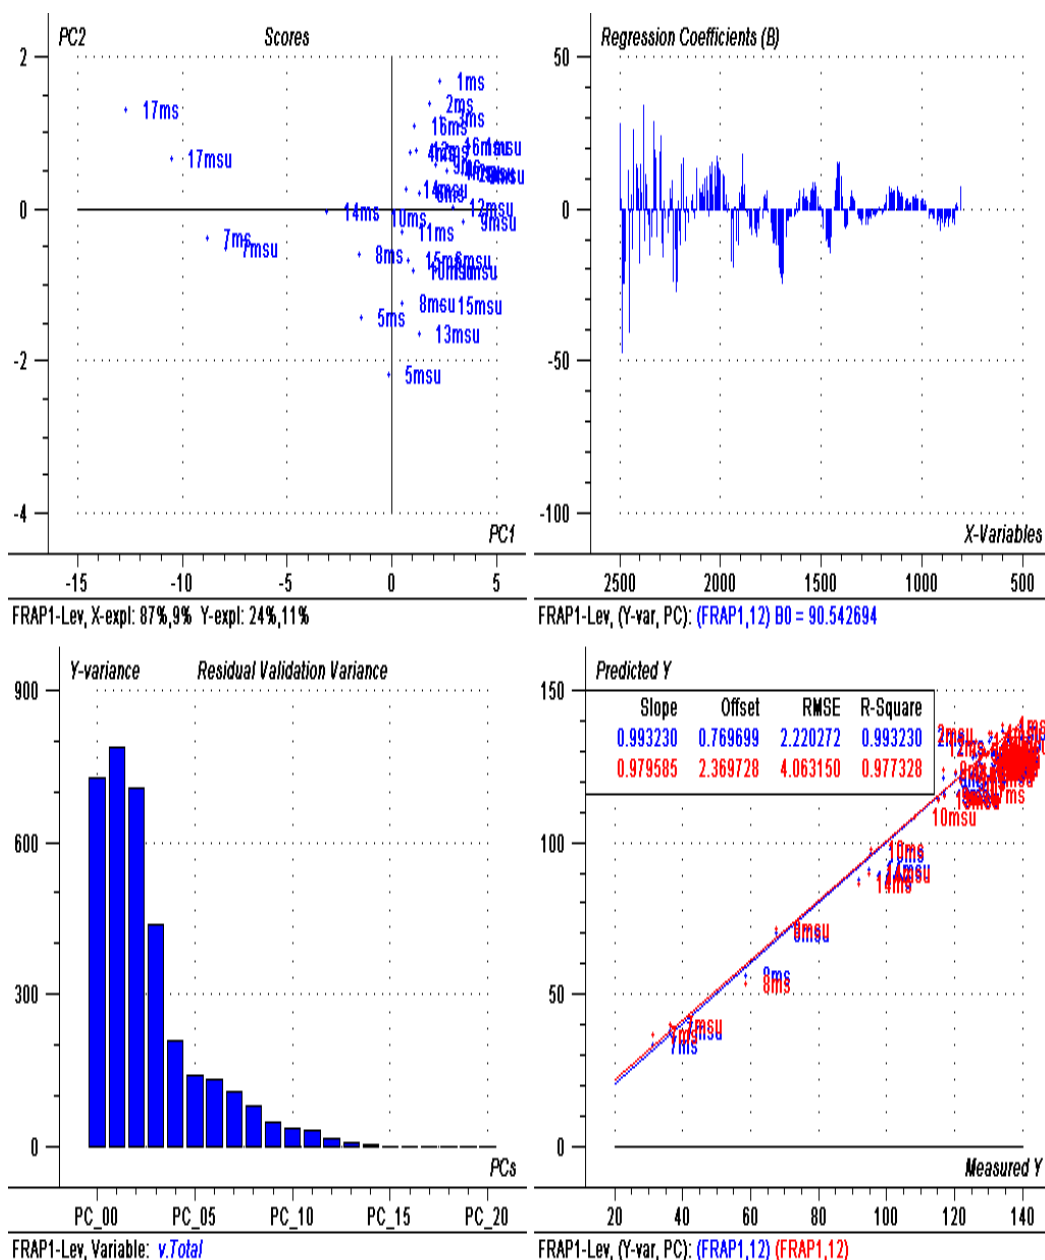 PC2 Scores
2
0
-2
-4
1ms
2ms
3ms
16ms
17ms
17msu
14msu
14ms
10ms
12msu
9msu
11ms
7ms
7msu
8ms
8msu
15msu
5ms
13msu
5msu
PC1
-15 -10 -5 0 5
FRAP1-Lev, X-expl: 87%,9% Y-expl: 24%,11%
Regression Coefficients (B)
50
0
-50
-100
X-Variables
2500 2000 1500 1000 500
FRAP1-Lev, (Y-var, PC): (FRAP1,12) B0 = 90.542694
Y-variance Residual Validation Variance
900
600
300
0
PCs
PC_00 PC_05 PC_10 PC_15 PC_20
FRAP1-Lev, Variable: v.Total
Predicted Y
150
100
50
0
Slope Offset RMSE R-Square
0.993230 0.769699 2.220272 0.993230
0.979585 2.369728 4.063150 0.977328
10msu
10ms
14ms
8msu
8ms
8ms
7msu
7ms
Measured Y
20 40 60 80 100 120 140
FRAP1-Lev, (Y-var, PC): (FRAP1,12) (FRAP1,12)